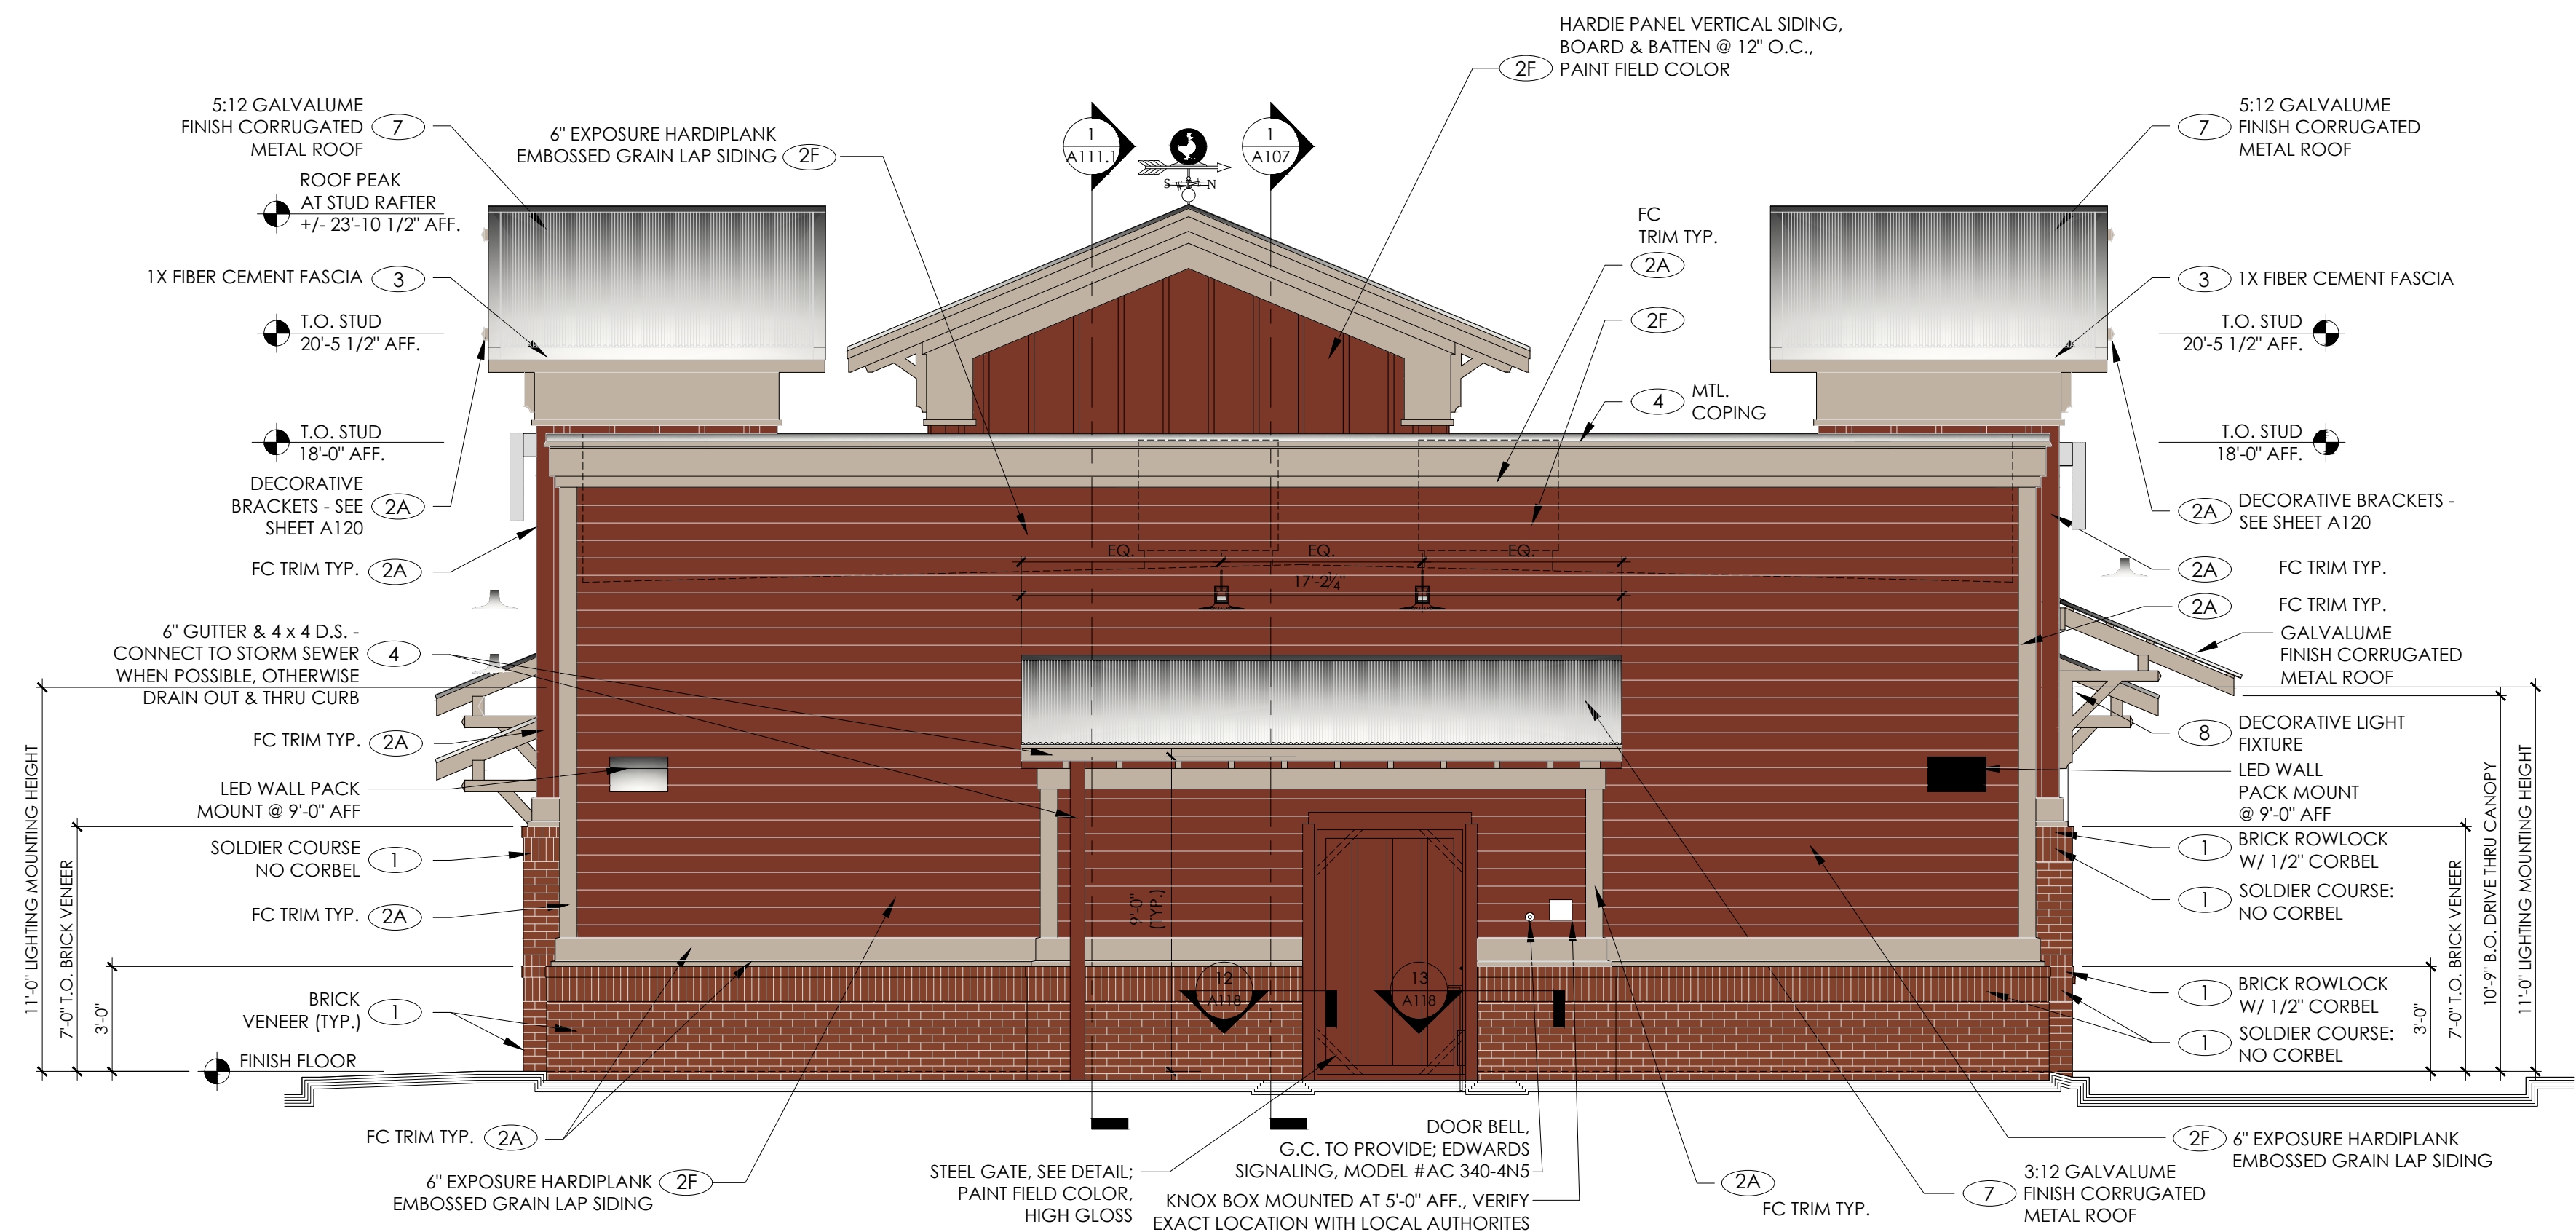 HARDIE PANEL VERTICAL SIDING,
BOARD & BATTEN @ 12" O.C.,
PAINT FIELD COLOR
2F
5:12 GALVALUME
FINISH CORRUGATED
METAL ROOF
7
6" EXPOSURE HARDIPLANK
EMBOSSED GRAIN LAP SIDING
2F
1
A111.1
1
A107
S W E N
5:12 GALVALUME
FINISH CORRUGATED
METAL ROOF
7
ROOF PEAK
AT STUD RAFTER
+/- 23'-10 1/2" AFF.
FC
TRIM TYP.
2A
1X FIBER CEMENT FASCIA
3
3
1X FIBER CEMENT FASCIA
T.O. STUD
20'-5 1/2" AFF.
2F
T.O. STUD
20'-5 1/2" AFF.
4
MTL.
COPING
T.O. STUD
18'-0" AFF.
T.O. STUD
18'-0" AFF.
DECORATIVE
BRACKETS - SEE
SHEET A120
2A
2A
DECORATIVE BRACKETS -
SEE SHEET A120
FC TRIM TYP.
2A
EQ.
EQ.
EQ.
17'-2¼"
2A
FC TRIM TYP.
2A
FC TRIM TYP.
6" GUTTER & 4 x 4 D.S. -
CONNECT TO STORM SEWER
WHEN POSSIBLE, OTHERWISE
DRAIN OUT & THRU CURB
4
GALVALUME
FINISH CORRUGATED
METAL ROOF
FC TRIM TYP.
2A
8
DECORATIVE LIGHT
FIXTURE
LED WALL PACK
MOUNT @ 9'-0" AFF
LED WALL
PACK MOUNT
@ 9'-0" AFF
SOLDIER COURSE
NO CORBEL
1
1
BRICK ROWLOCK
W/ 1/2" CORBEL
FC TRIM TYP.
2A
1
SOLDIER COURSE:
NO CORBEL
11'-0" LIGHTING MOUNTING HEIGHT
7'-0" T.O. BRICK VENEER
3'-0"
9'-0"
(TYP.)
12
A118
13
A118
BRICK
VENEER (TYP.)
1
1
BRICK ROWLOCK
W/ 1/2" CORBEL
1
SOLDIER COURSE:
NO CORBEL
3'-0"
7'-0" T.O. BRICK VENEER
10'-9" B.O. DRIVE THRU CANOPY
11'-0" LIGHTING MOUNTING HEIGHT
FINISH FLOOR
FC TRIM TYP.
2A
6" EXPOSURE HARDIPLANK
EMBOSSED GRAIN LAP SIDING
2F
STEEL GATE, SEE DETAIL;
PAINT FIELD COLOR,
HIGH GLOSS
DOOR BELL,
G.C. TO PROVIDE; EDWARDS
SIGNALING, MODEL #AC 340-4N5
KNOX BOX MOUNTED AT 5'-0" AFF., VERIFY
EXACT LOCATION WITH LOCAL AUTHORITES
2A
FC TRIM TYP.
2F
6" EXPOSURE HARDIPLANK
EMBOSSED GRAIN LAP SIDING
7
3:12 GALVALUME
FINISH CORRUGATED
METAL ROOF